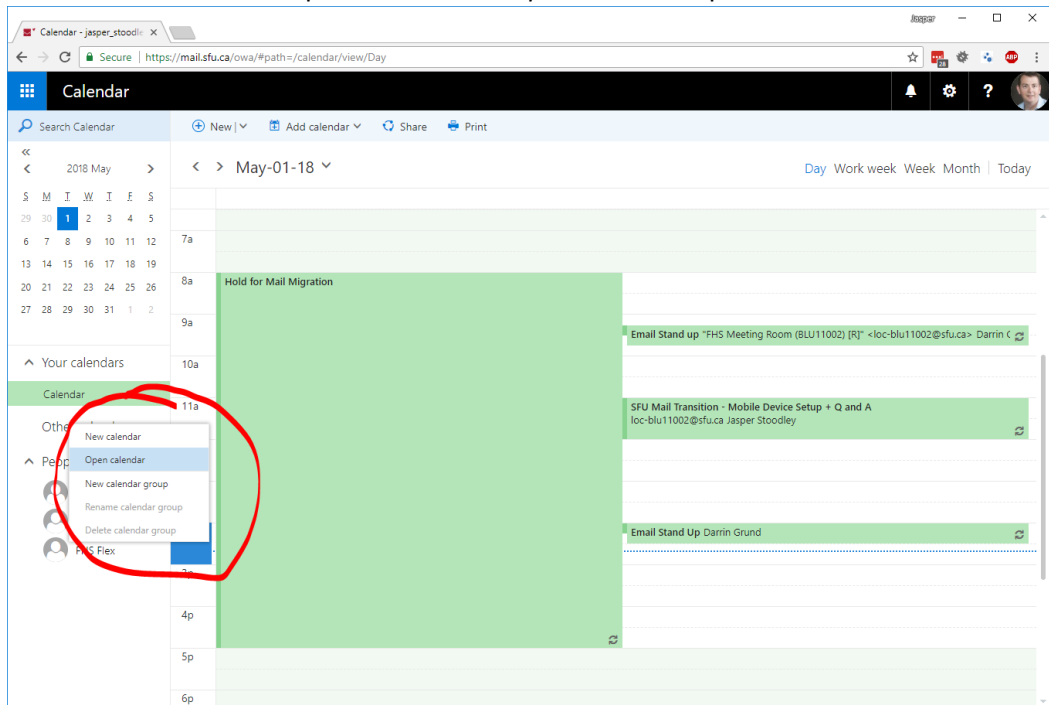 Jasper
Calendar - jasper_stoodle
Secure | https://mail.sfu.ca/owa/#path=/calendar/view/Day
28
ABP
Calendar
?
Search Calendar
New
Add calendar
Share
Print
2018 May
May-01-18
Day Work week Week Month Today
S M T W T F S
29 30 1 2 3 4 5
6 7 8 9 10 11 12
13 14 15 16 17 18 19
20 21 22 23 24 25 26
27 28 29 30 31 1 2
Your calendars
Calendar
Othe
New calendar
Open calendar
New calendar group
Rename calendar group
Delete calendar group
Peop
FHS Flex
7a
8a
9a
10a
11a
4p
5p
6p
Hold for Mail Migration
Email Stand up "FHS Meeting Room (BLU11002) [R]" <loc-blu11002@sfu.ca> Darrin
SFU Mail Transition - Mobile Device Setup + Q and A
loc-blu11002@sfu.ca Jasper Stoodley
Email Stand Up Darrin Grund